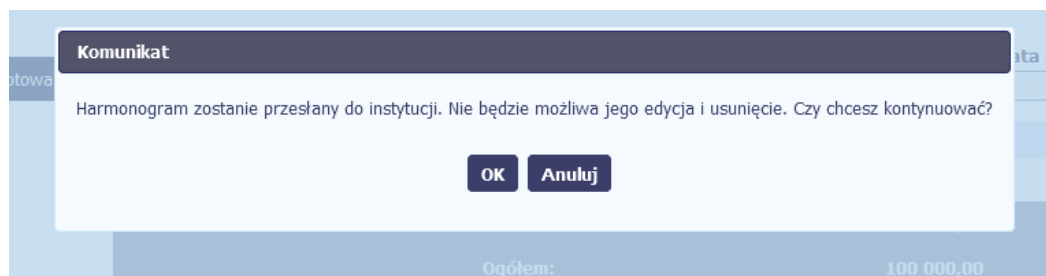 Komunikat
Harmonogram zostanie przesłany do instytucji. Nie będzie możliwa jego edycja i usunięcie. Czy chcesz kontynuować?
OK Anuluj
Ogółem: 100 000,00